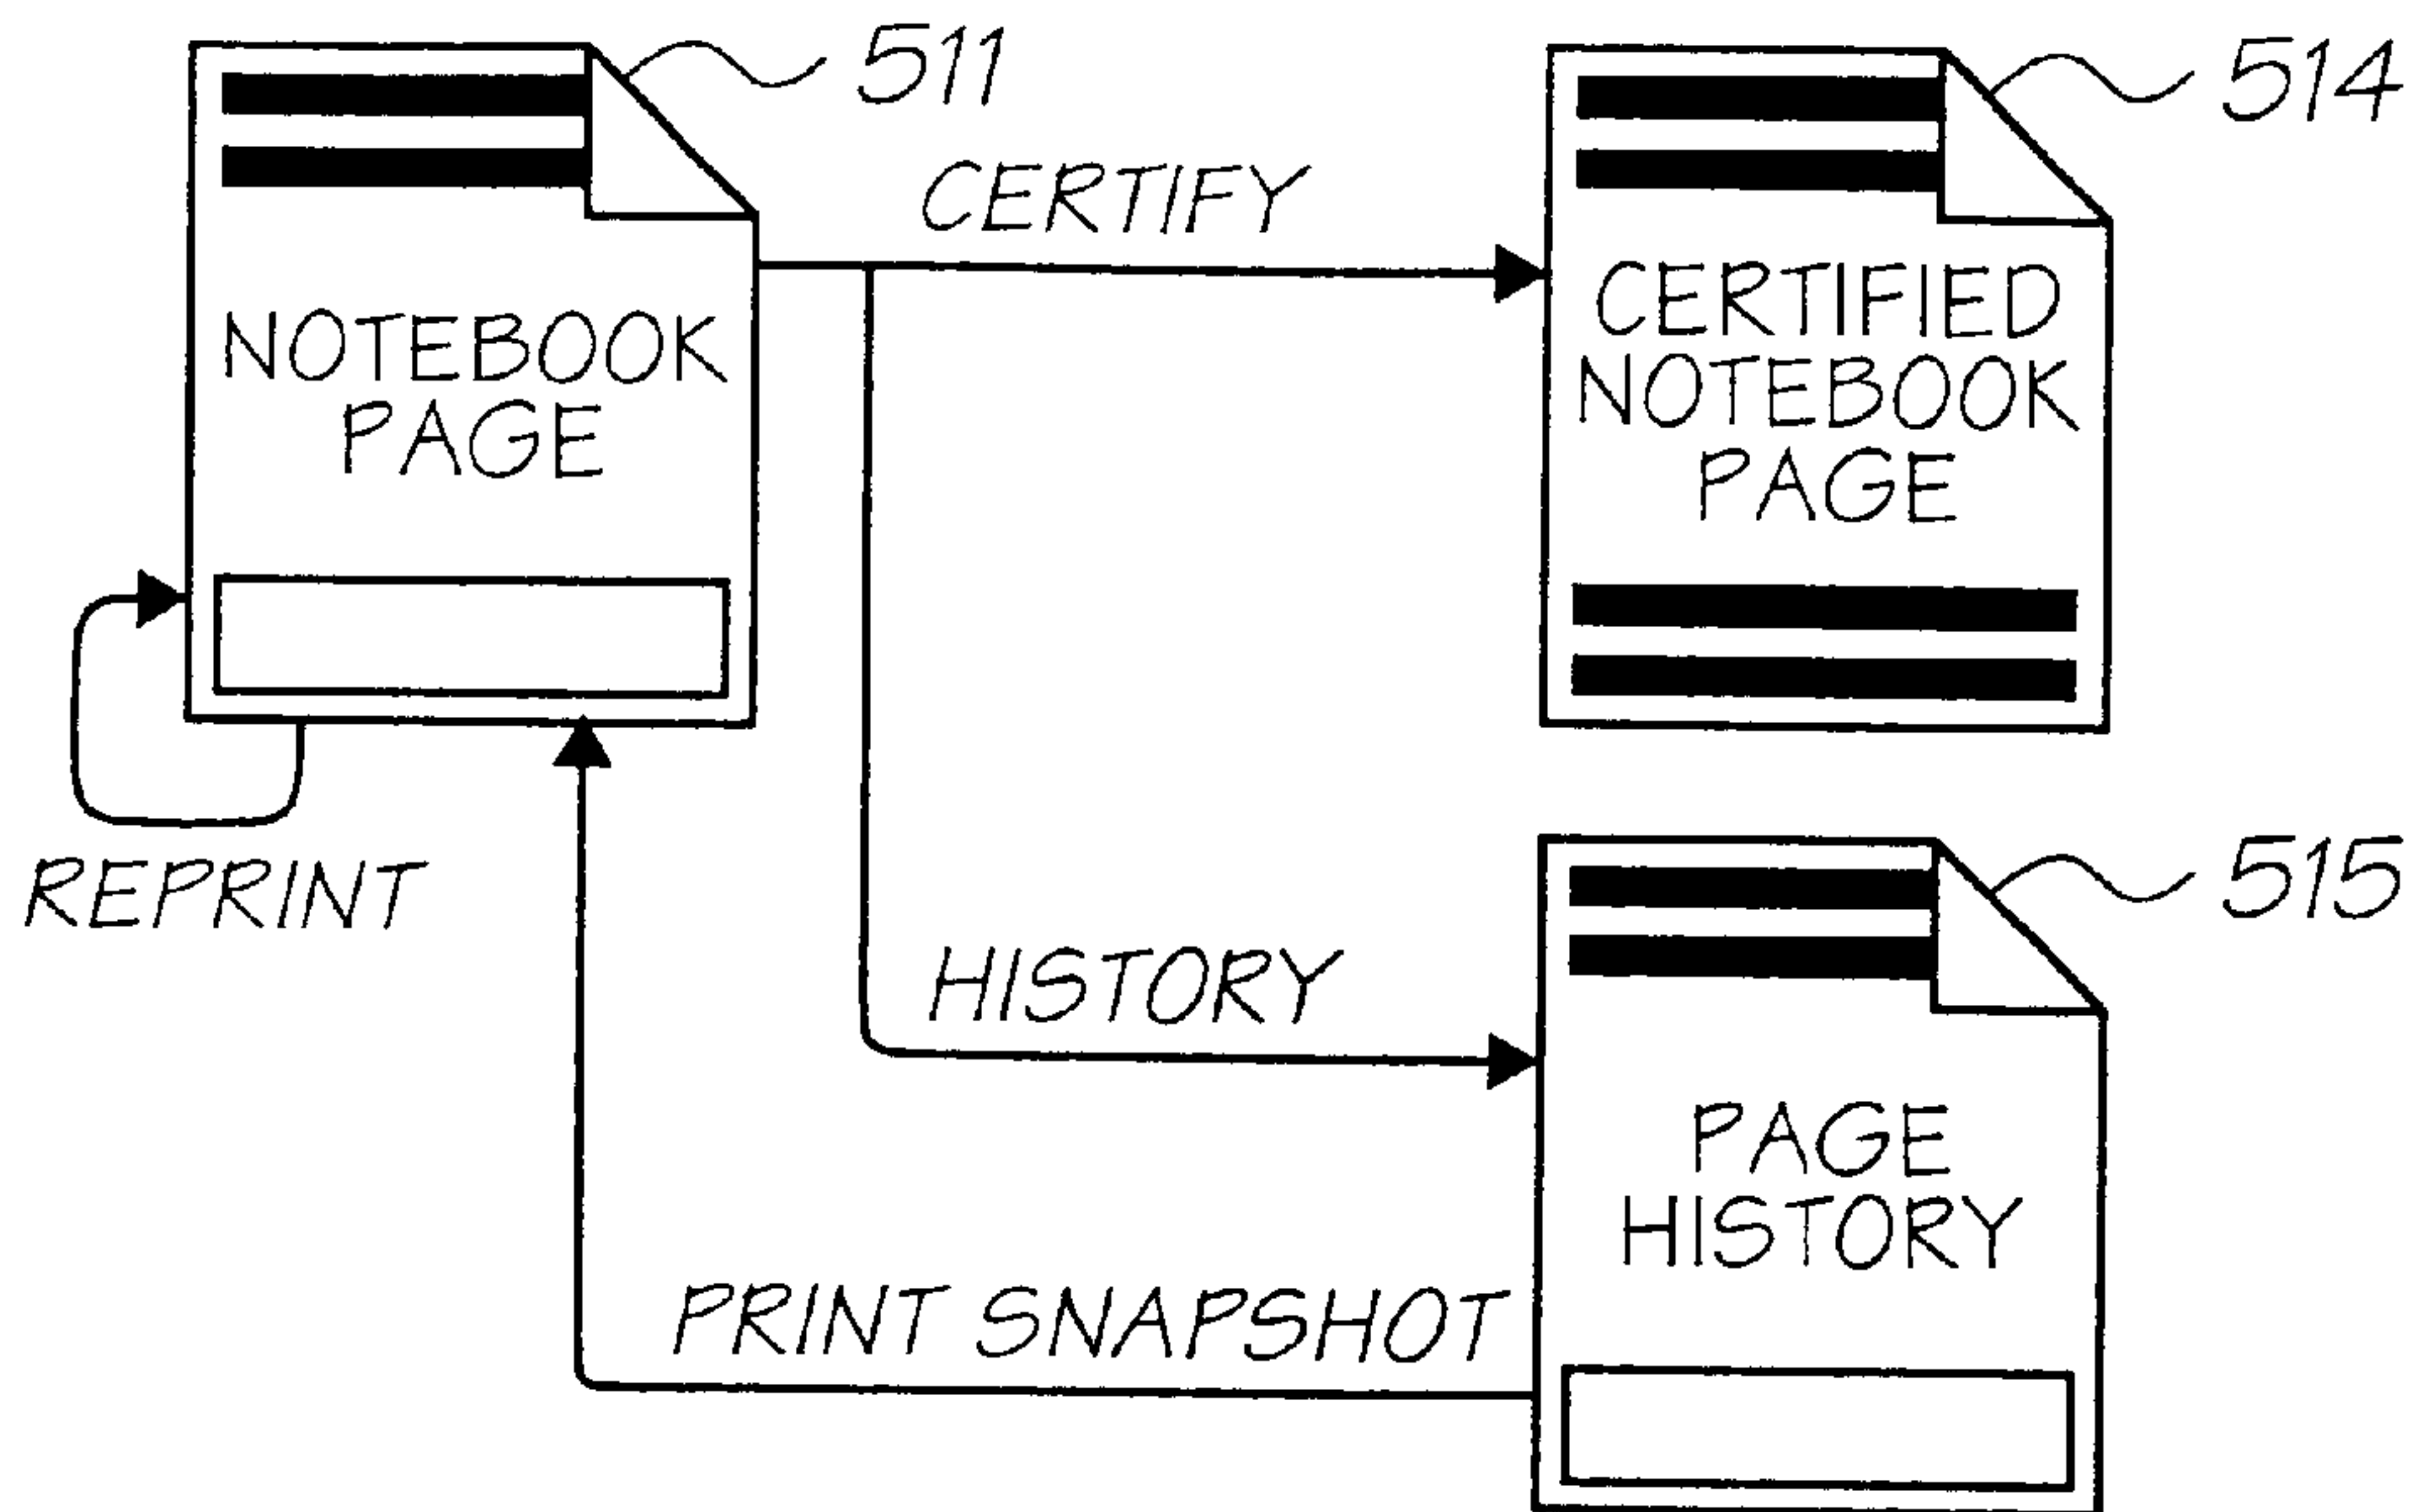 511
514
CERTIFY
NOTEBOOK
PAGE
CERTIFIED
NOTEBOOK
PAGE
REPRINT
515
HISTORY
PAGE
HISTORY
PRINT SNAPSHOT